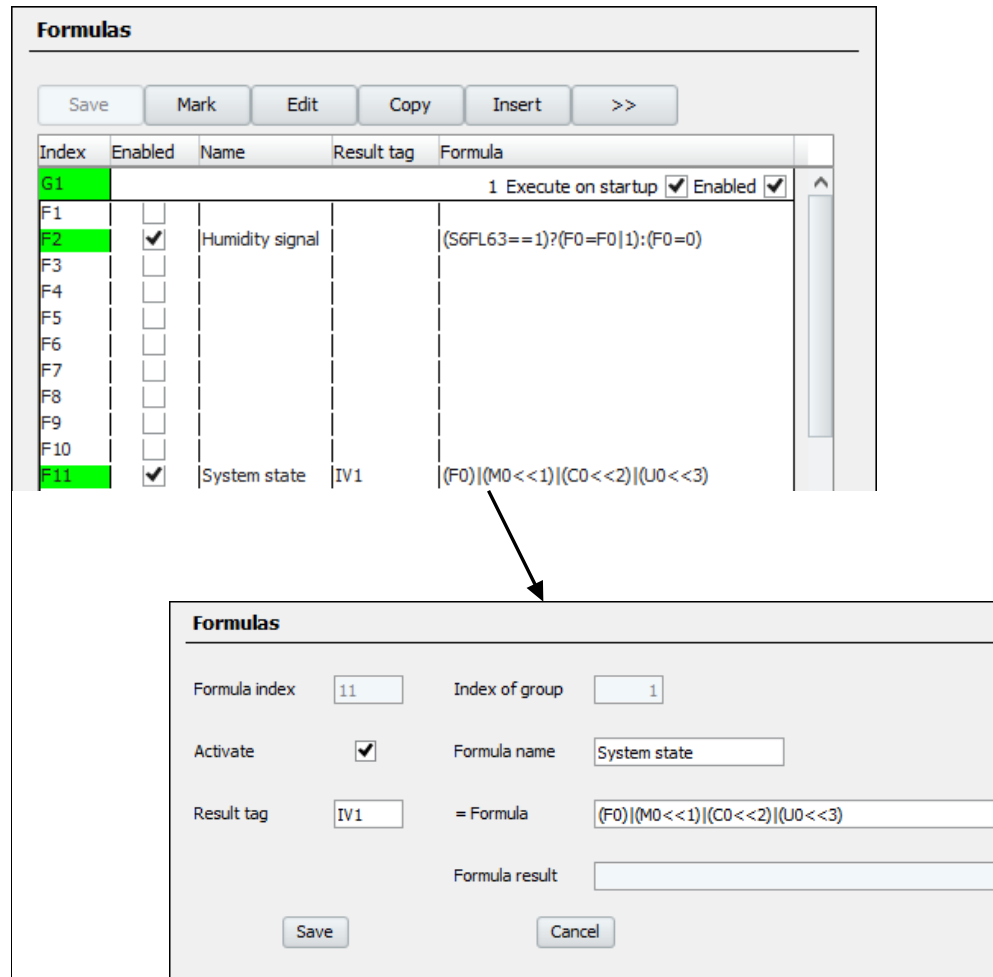 Formulas
Save Mark Edit Copy Insert >>
Index Enabled Name Result tag Formula
G1 1 Execute on startup Enabled
F1
F2 Humidity signal (S6FL63==1)?(F0=F0|1):(F0=0)
F3
F4
F5
F6
F7
F8
F9
F10
F11 System state IV1 (F0)|(M0<<1)|(C0<<2)|(U0<<3)
Formulas
Formula index 11 Index of group 1
Activate Formula name System state
Result tag IV1 = Formula (F0)|(M0<<1)|(C0<<2)|(U0<<3)
Formula result
Save Cancel